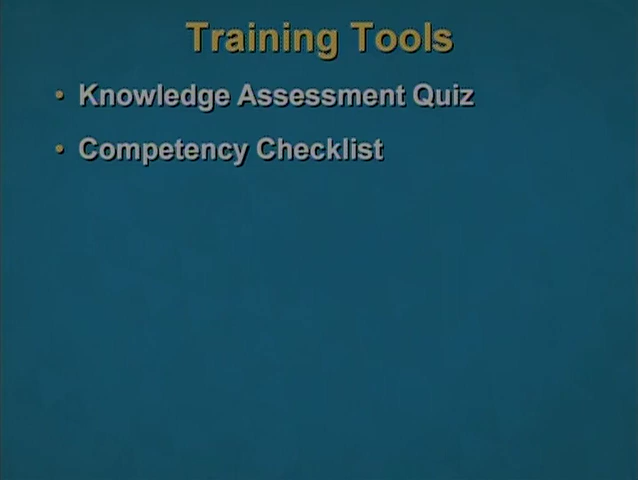 Training Tools
• Knowledge Assessment Quiz
• Competency Checklist